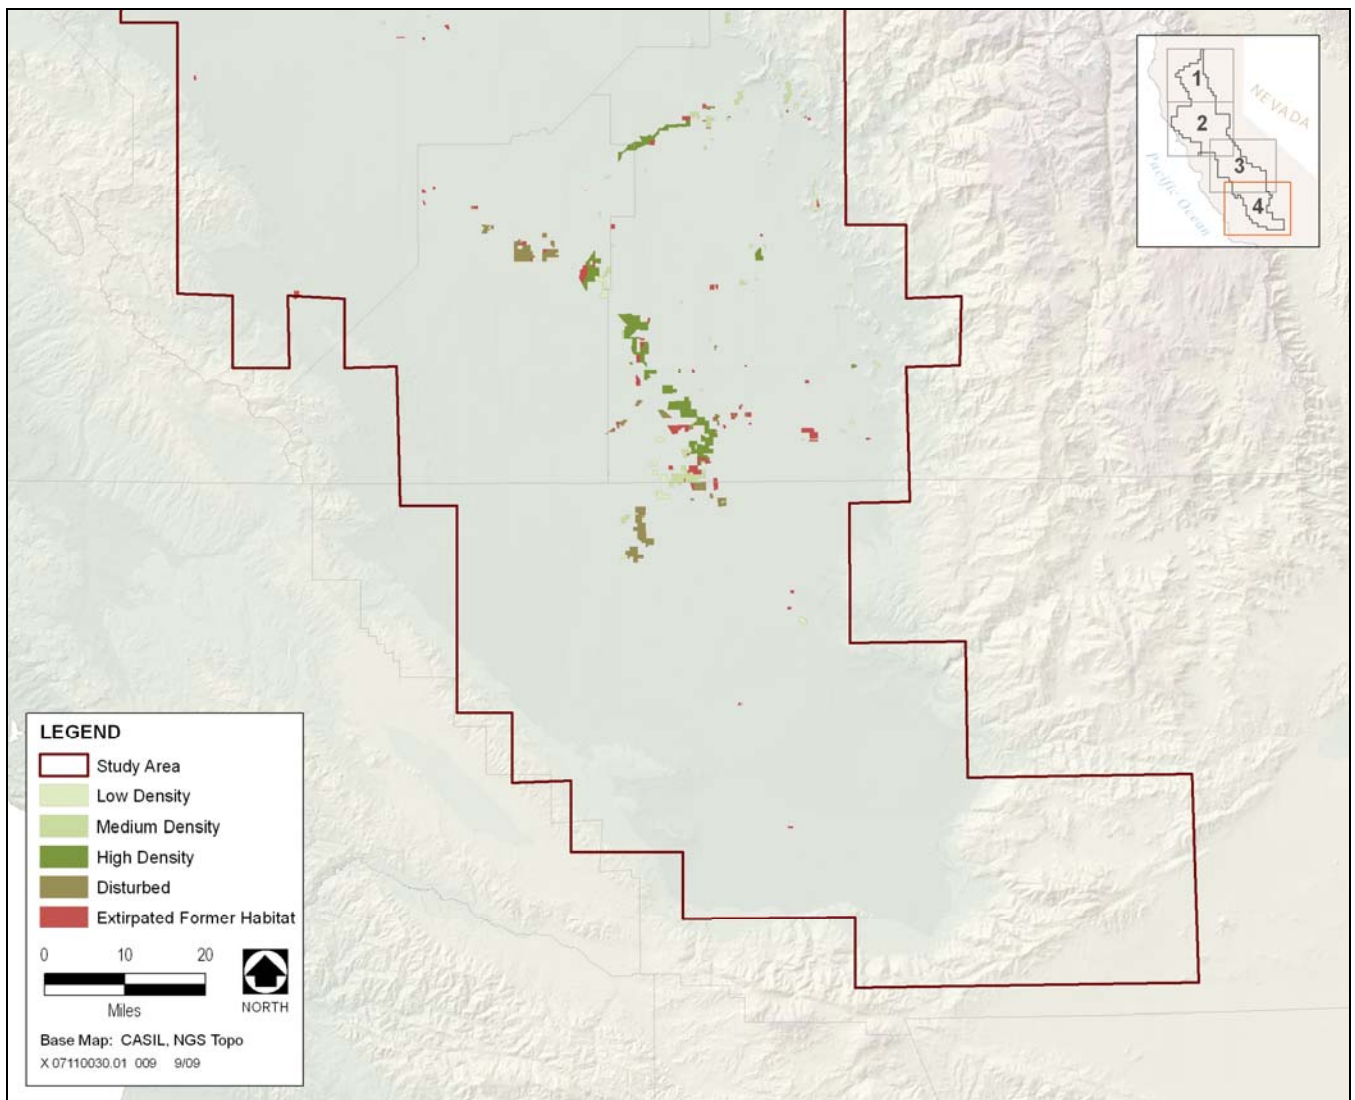 NEVADA
1
2
3
4
Pacific Ocean
LEGEND
Study Area
Low Density
Medium Density
High Density
Disturbed
Extirpated Former Habitat
0 10 20
Miles
NORTH
Base Map: CASIL, NGS Topo
X 07110030.01 009 9/09